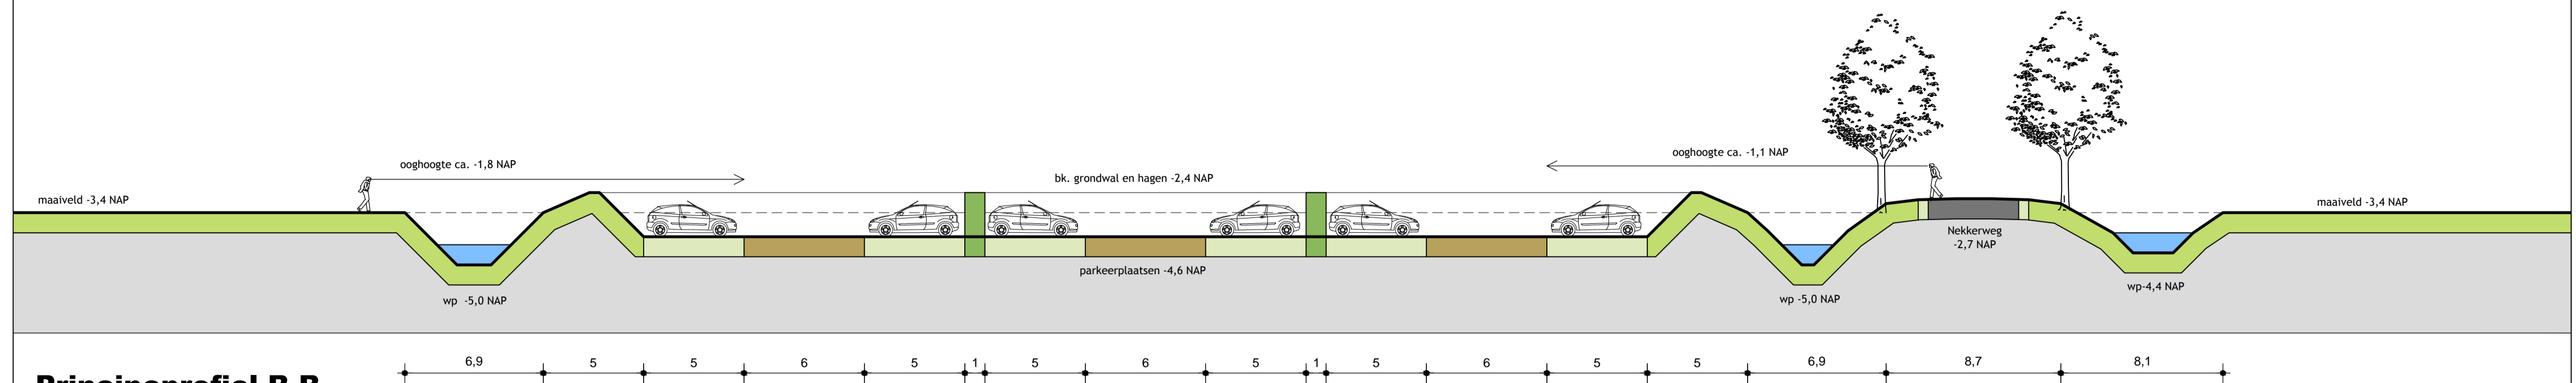 ooghoogte ca. -1,8 NAP
ooghoogte ca. -1,1 NAP
maaiveld -3,4 NAP
bk. grondwal en hagen -2,4 NAP
maaiveld -3,4 NAP
Nekkerweg
-2,7 NAP
parkeerplaatsen -4,6 NAP
wp -5,0 NAP
wp -5,0 NAP
wp-4,4 NAP
6,9 5 5 6 5 1 5 6 5 1 5 6 5 5 6,9 8,7 8,1
Principeprofiel B-B